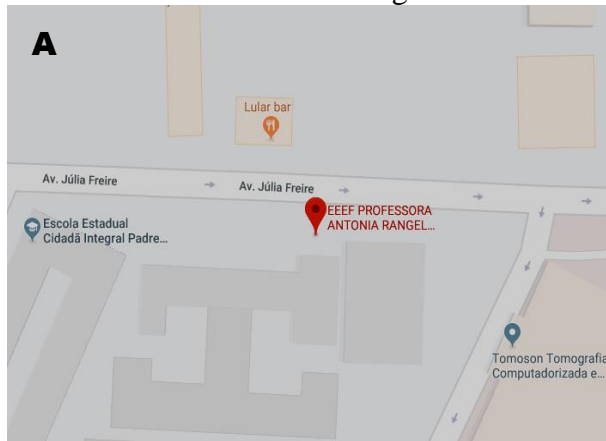 A
Lular bar
Av. Júlia Freire
Av. Júlia Freire
EEEF PROFESSORA
ANTONIA RANGEL...
Escola Estadual
Cidadã Integral Padre...
Tomoson Tomografia
Computadorizada e...